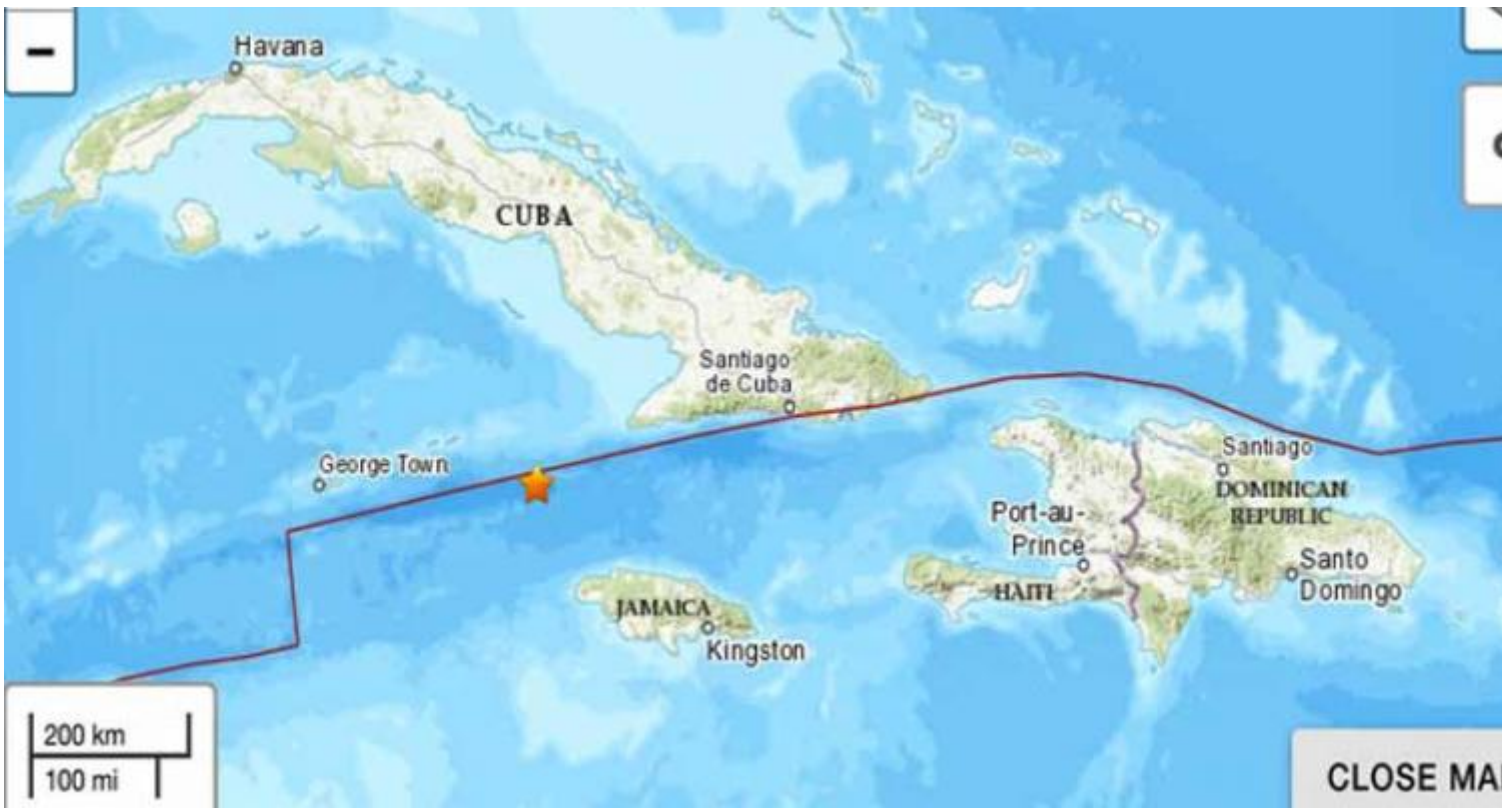 −
Havana
CUBA
Santiago
de Cuba
George Town
Santiago
DOMINICAN
REPUBLIC
Port-au-
Prince
HAITI
Santo
Domingo
JAMAICA
Kingston
200 km
100 mi
CLOSE MA